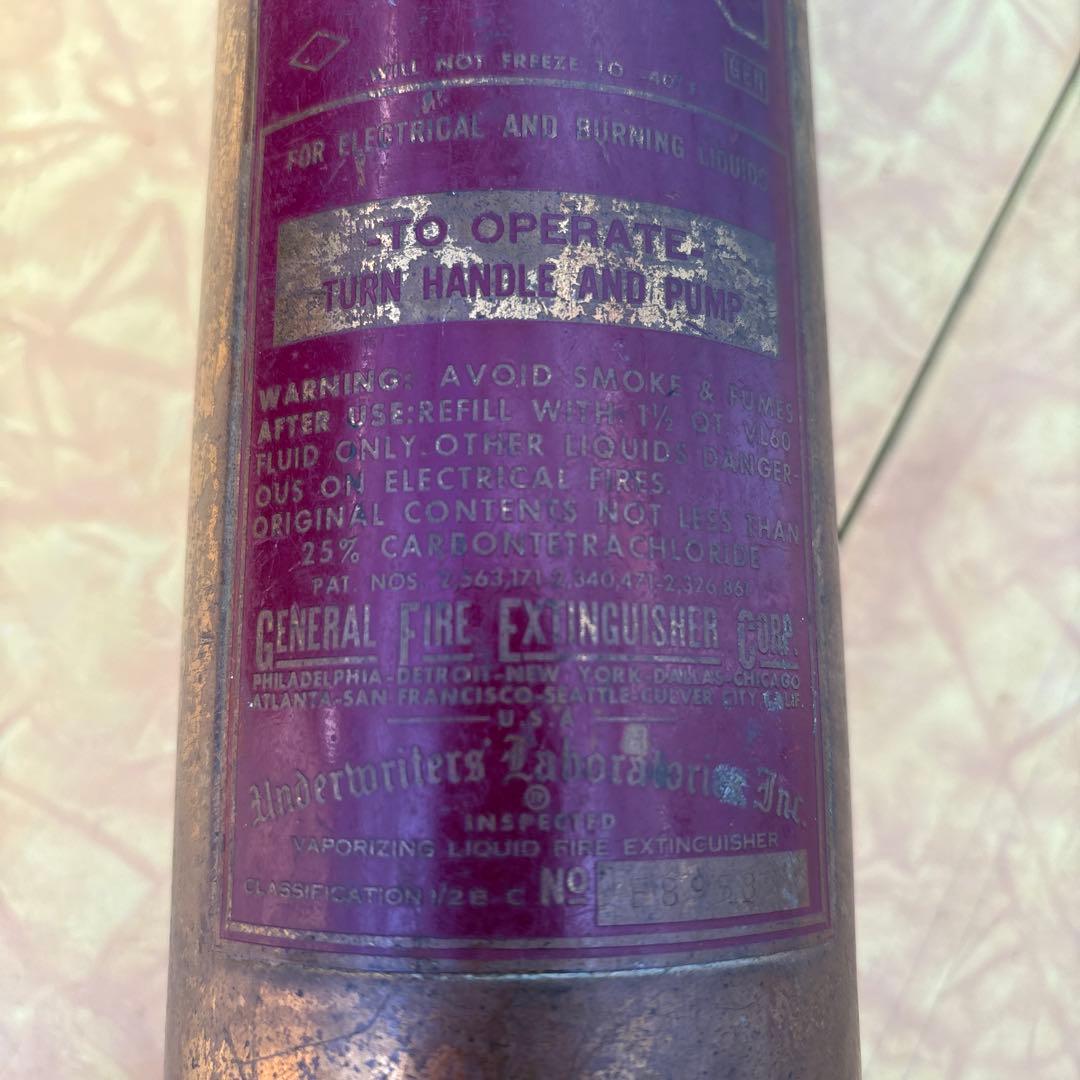 WILL NOT FREEZE TO -40° F
GEN
FOR ELECTRICAL AND BURNING LIQUIDS
-TO OPERATE-
TURN HANDLE AND PUMP
WARNING: AVOID SMOKE & FUMES
AFTER USE: REFILL WITH 1½ QT. VL60
FLUID ONLY. OTHER LIQUIDS DANGER-
OUS ON ELECTRICAL FIRES.
ORIGINAL CONTENTS NOT LESS THAN
25% CARBONTETRACHLORIDE
PAT. NOS. 2,563,171-2,340,471-
GENERAL FIRE EXTINGUISHER CORP.
PHILADELPHIA-DETROIT-NEW YORK-DALLAS-CHICAGO
ATLANTA-SAN FRANCISCO-SEATTLE-CULVER CITY, CALIF.
U.S.A
Underwriters' Laboratories Inc.
®
INSPECTED
VAPORIZING LIQUID FIRE EXTINGUISHER
CLASSIFICATION 1/2 B - C No